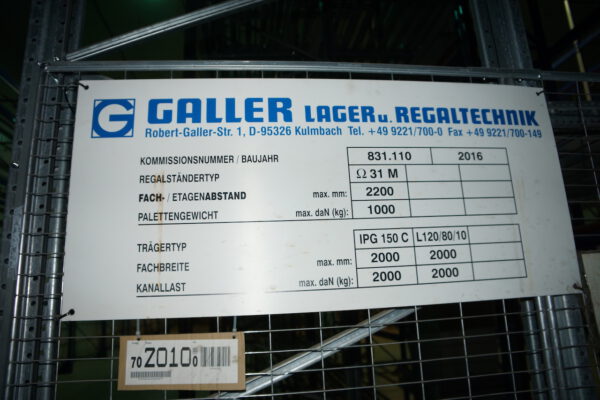 G GALLER LAGER u. REGALTECHNIK
Robert-Galler-Str. 1, D-95326 Kulmbach Tel. +49 9221/700-0 Fax +49 9221/700-149
KOMMISSIONSNUMMER / BAUJAHR 831.110 2016
REGALSTÄNDERTYP Ω 31 M
FACH- / ETAGENABSTAND max. mm: 2200
PALETTENGEWICHT max. daN (kg): 1000
TRÄGERTYP IPG 150 C L120/80/10
FACHBREITE max. mm: 2000 2000
KANALLAST max. daN (kg): 2000 2000
70 Z010 0